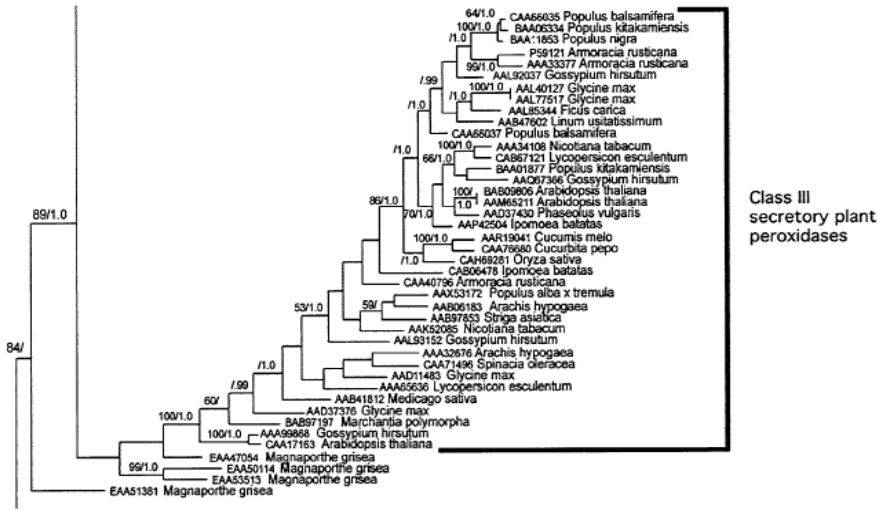 64/1.0
CAA66035 Populus balsamifera
100/1.0
BAA06334 Populus kitakamiensis
BAA11853 Populus nigra
/1.0
P59121 Armoracia rusticana
99/1.0
AAA33377 Armoracia rusticana
AAL92037 Gossypium hirsutum
/.99
100/1.0
AAL40127 Glycine max
AAL77517 Glycine max
/1.0
AAL85344 Ficus carica
/1.0
AAB47602 Linum usitatissimum
CAA66037 Populus balsamifera
/1.0
100/1.0
AAA34108 Nicotiana tabacum
CAB67121 Lycopersicon esculentum
66/1.0
BAA01877 Populus kitakamiensis
AAQ67366 Gossypium hirsutum
100/
BAB09806 Arabidopsis thaliana
1.0
AAM65211 Arabidopsis thaliana
86/1.0
70/1.0
AAD37430 Phaseolus vulgaris
AAP42504 Ipomoea batatas
100/1.0
AAR19041 Cucumis melo
CAA76680 Cucurbita pepo
/1.0
CAH69281 Oryza sativa
CAB06478 Ipomoea batatas
CAA40796 Armoracia rusticana
AAX53172 Populus alba x tremula
53/1.0
59/
AAB06183 Arachis hypogaea
AAB97853 Striga asiatica
AAK52085 Nicotiana tabacum
AAL93152 Gossypium hirsutum
AAA32676 Arachis hypogaea
/1.0
CAA71496 Spinacia oleracea
AAD11483 Glycine max
/.99
AAA65636 Lycopersicon esculentum
AAB41812 Medicago sativa
60/
AAD37376 Glycine max
100/1.0
BAB97197 Marchantia polymorpha
100/1.0
AAA99868 Gossypium hirsutum
CAA17163 Arabidopsis thaliana
EAA47054 Magnaporthe grisea
99/1.0
EAA50114 Magnaporthe grisea
EAA53513 Magnaporthe grisea
EAA51381 Magnaporthe grisea
89/1.0
84/
Class III
secretory plant
peroxidases